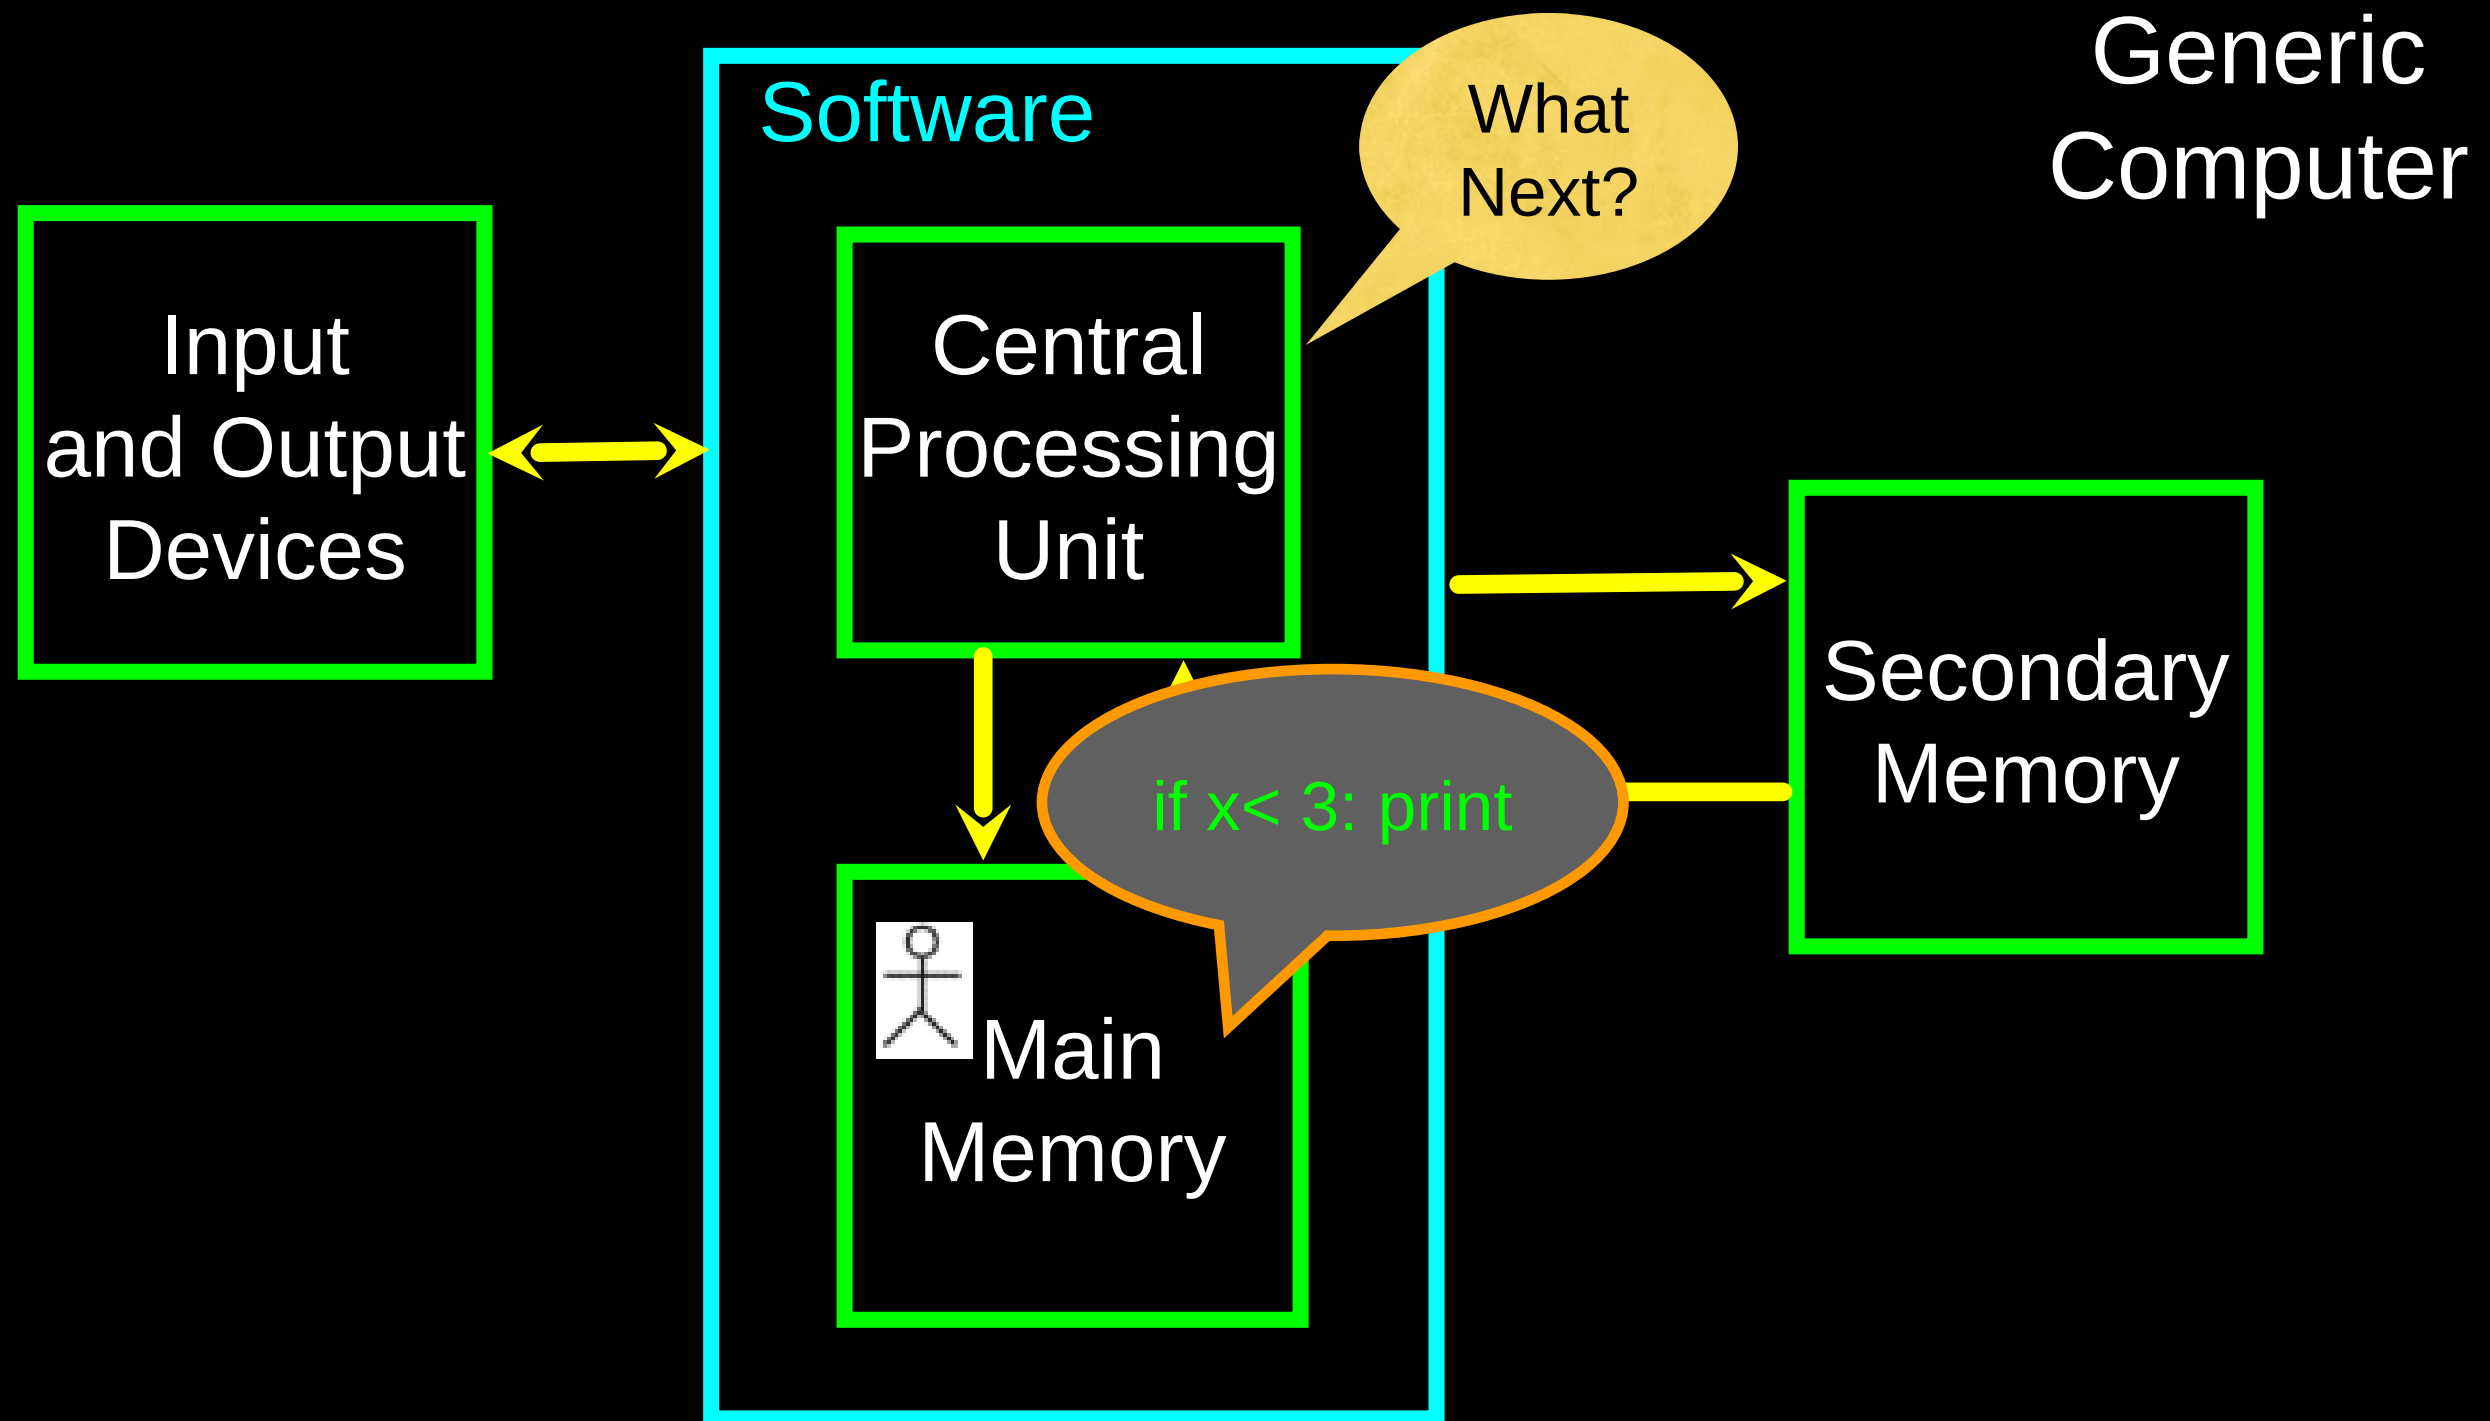 Generic
Computer
Software
What
Next?
Input
and Output
Devices
Central
Processing
Unit
Secondary
Memory
if x< 3: print
Main
Memory